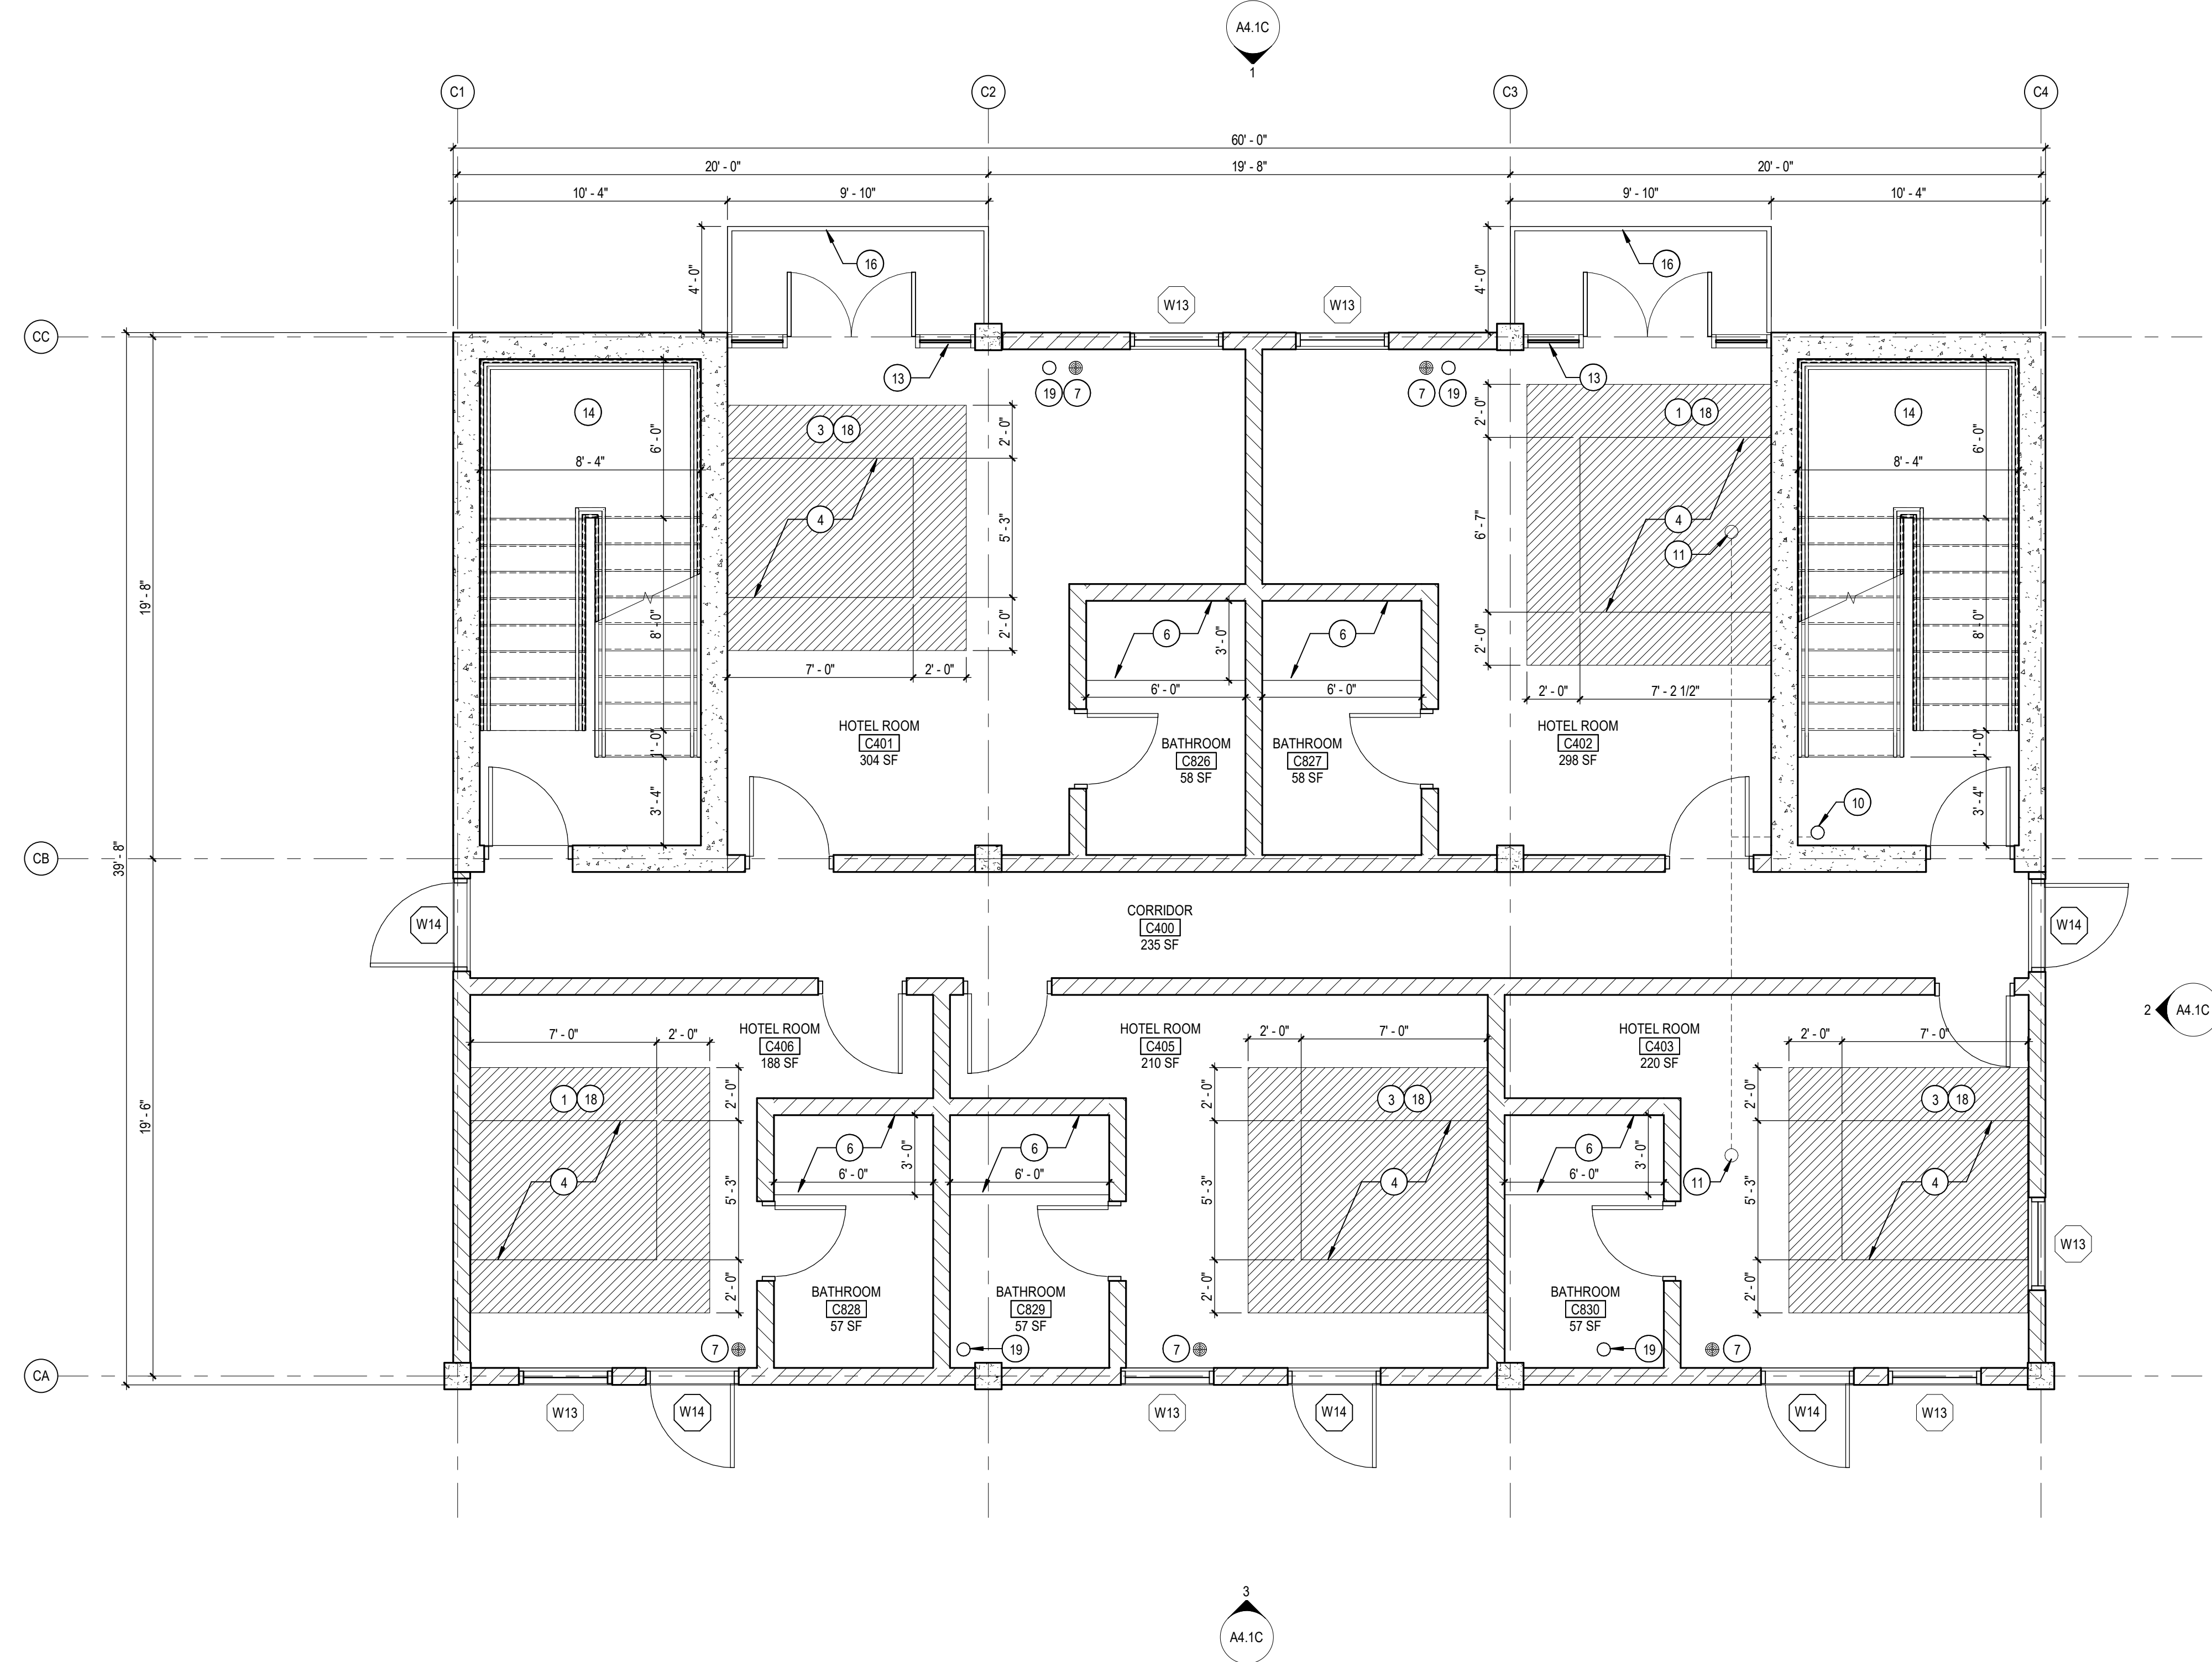 A4.1C
1
C1
C2
C3
C4
60' - 0"
20' - 0"
19' - 8"
20' - 0"
10' - 4"
9' - 10"
9' - 10"
10' - 4"
4' - 0"
16
4' - 0"
16
W13
W13
CC
13
19
7
7
19
13
14
6' - 0"
8' - 4"
3
18
2' - 0"
4
5' - 3"
2' - 0"
7' - 0"
2' - 0"
2' - 0"
1
18
6' - 7"
4
11
2' - 0"
2' - 0"
7' - 2 1/2"
14
6' - 0"
8' - 4"
19' - 8"
8' - 0"
1' - 0"
3' - 4"
6
3' - 0"
6' - 0"
6
6' - 0"
8' - 0"
1' - 0"
3' - 4"
HOTEL ROOM
C401
304 SF
BATHROOM
C826
58 SF
BATHROOM
C827
58 SF
HOTEL ROOM
C402
298 SF
10
CB
39' - 8"
W14
CORRIDOR
C400
235 SF
W14
2
A4.1C
19' - 6"
7' - 0"
2' - 0"
HOTEL ROOM
C406
188 SF
HOTEL ROOM
C405
210 SF
2' - 0"
7' - 0"
HOTEL ROOM
C403
220 SF
2' - 0"
7' - 0"
1
18
2' - 0"
4
5' - 3"
2' - 0"
6
3' - 0"
6' - 0"
6
6' - 0"
2' - 0"
3
18
5' - 3"
4
2' - 0"
6
3' - 0"
6' - 0"
11
2' - 0"
3
18
5' - 3"
4
2' - 0"
W13
BATHROOM
C828
57 SF
BATHROOM
C829
57 SF
BATHROOM
C830
57 SF
7
19
7
19
7
CA
W13
W14
W13
W14
W14
W13
3
A4.1C